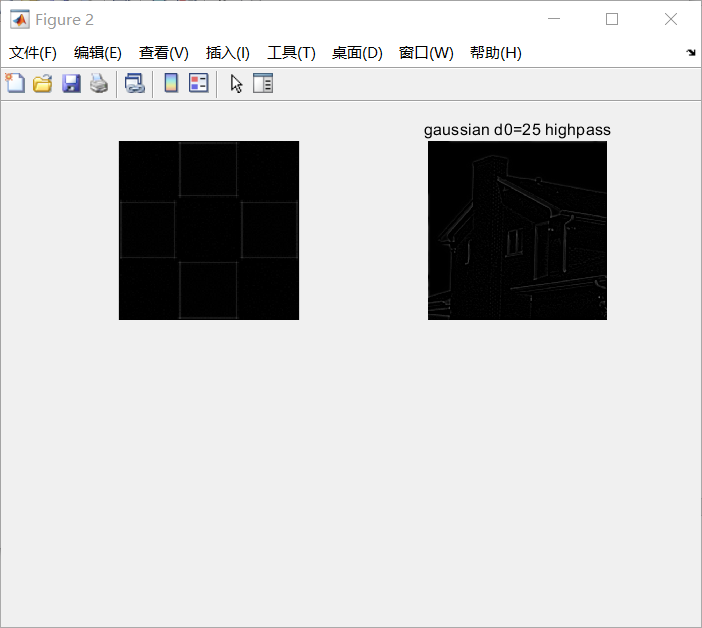 Figure 2
文件(F) 编辑(E) 查看(V) 插入(I) 工具(T) 桌面(D) 窗口(W) 帮助(H)
gaussian d0=25 highpass